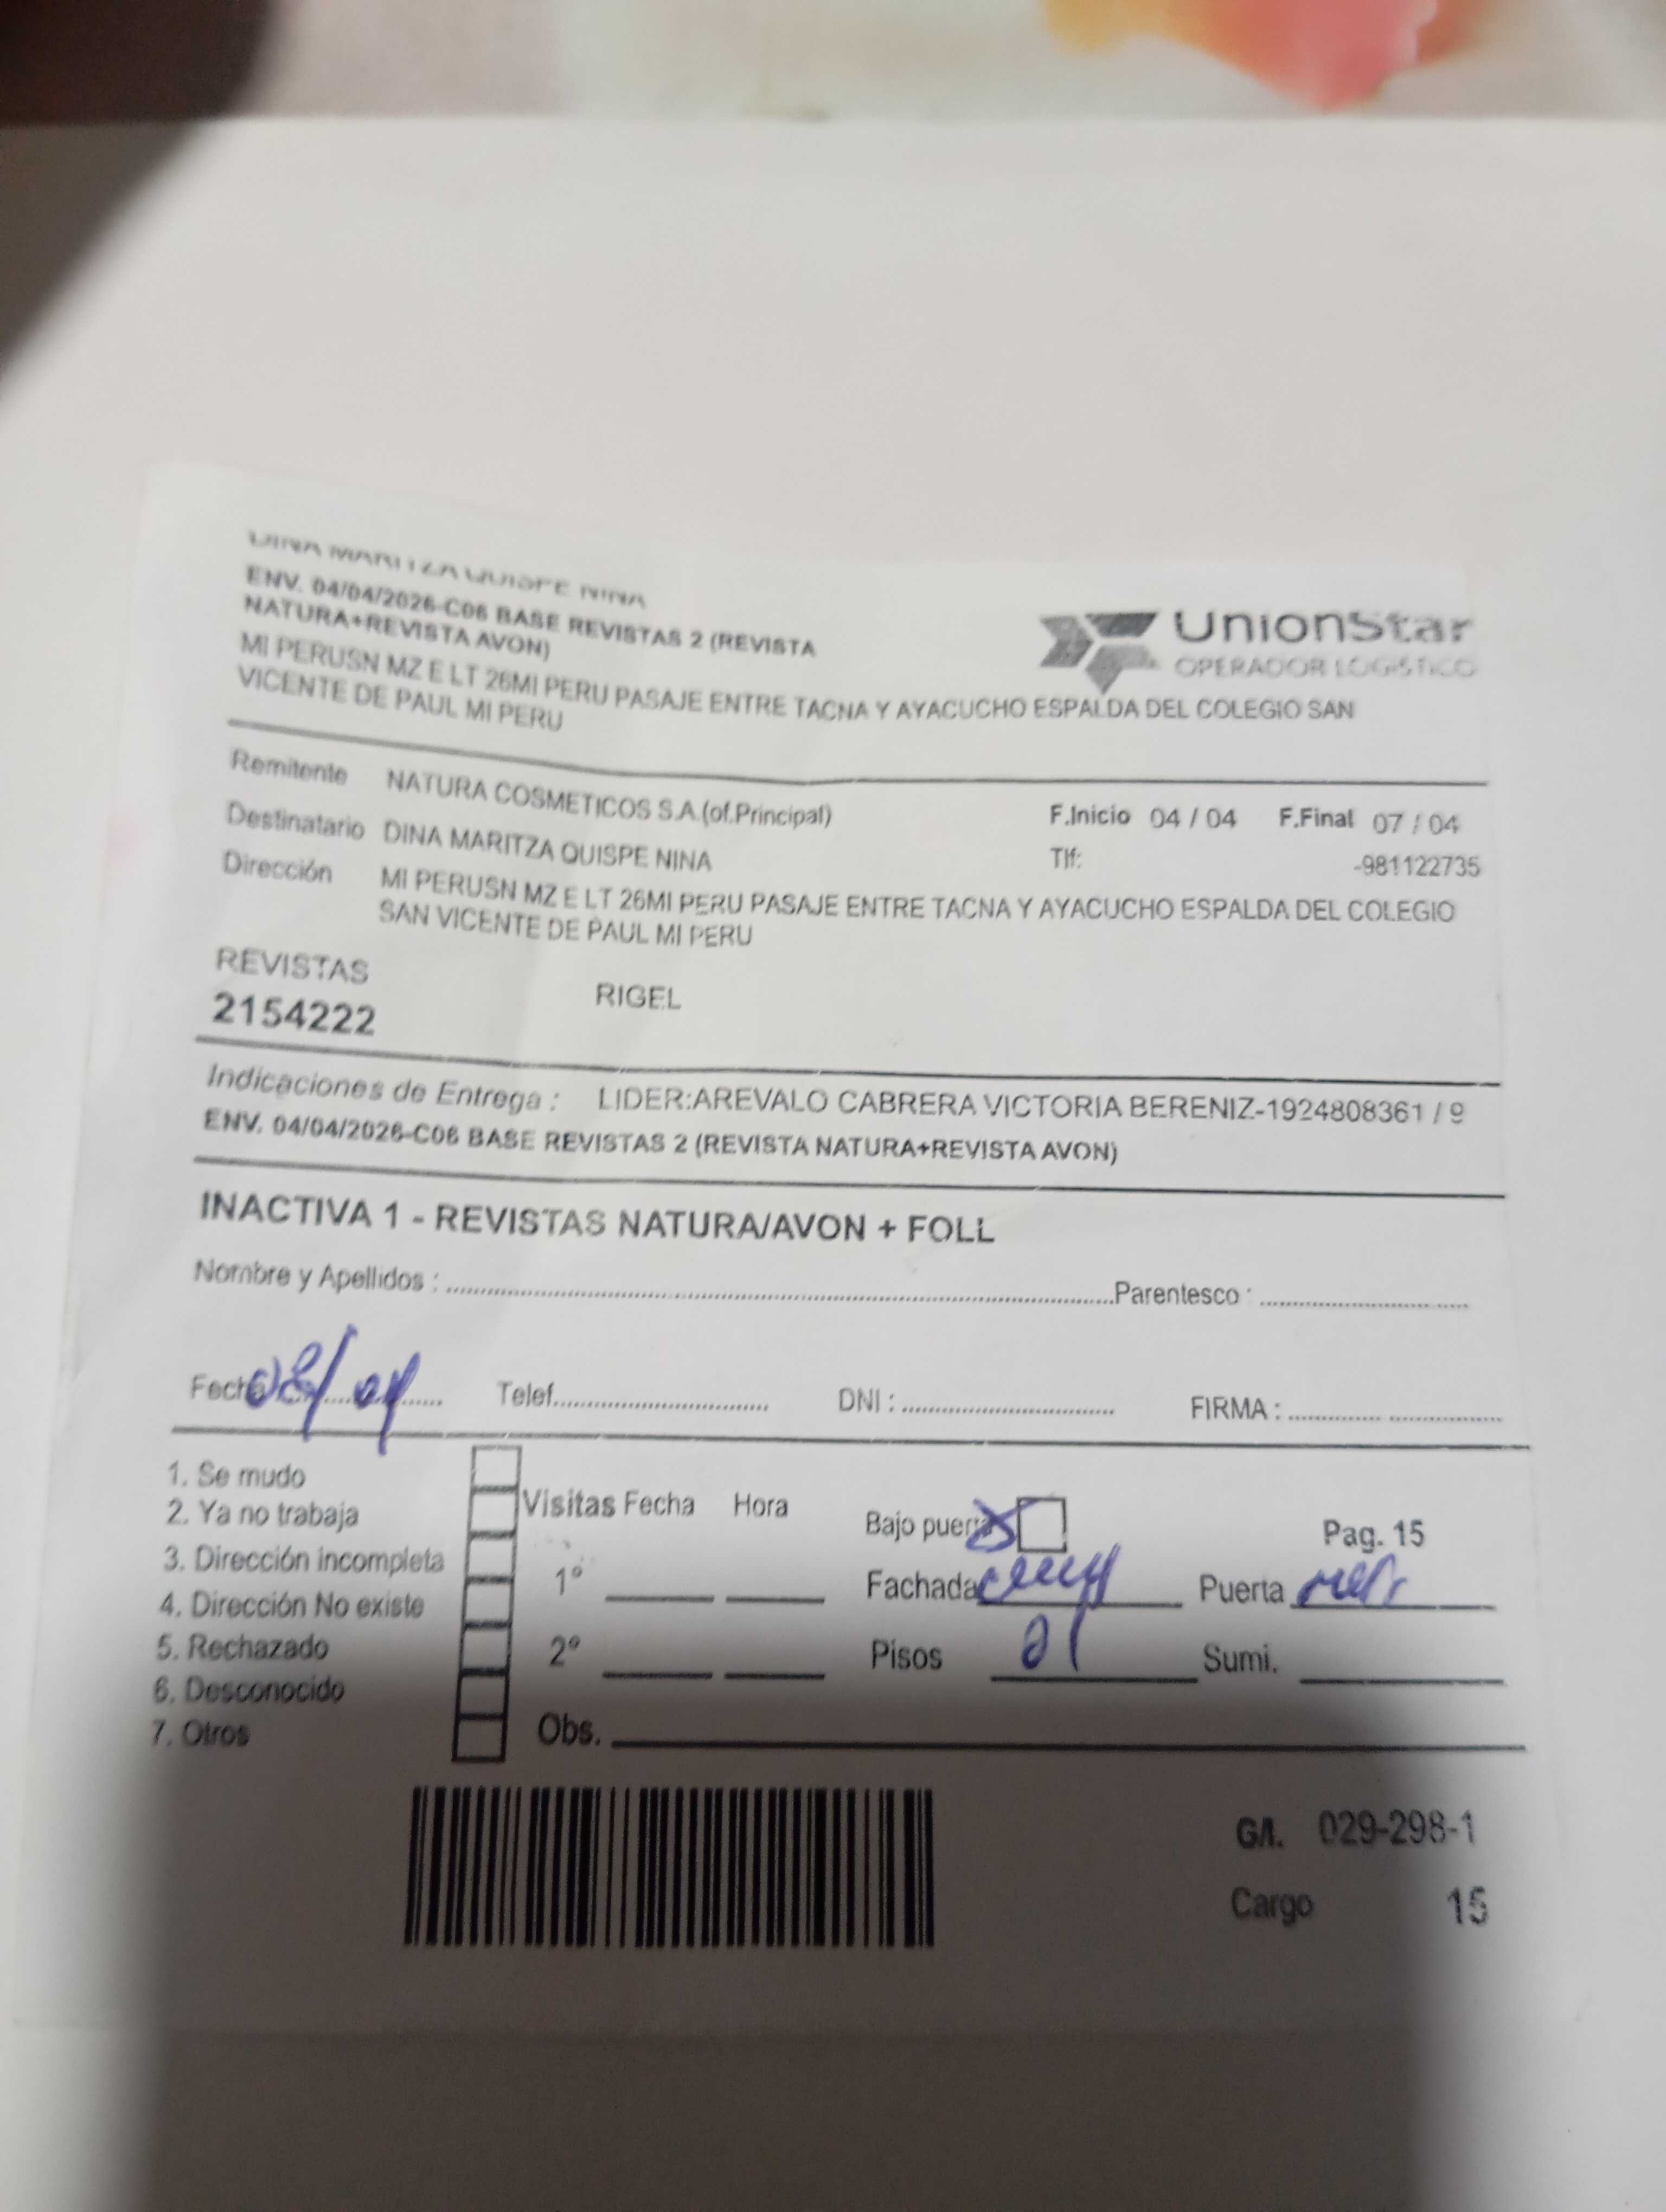 DINA MARITZA QUISPE NINA
ENV. 04/04/2026-C06 BASE REVISTAS 2 (REVISTA
NATURA+REVISTA AVON)
MI PERUSN MZ E LT 26MI PERU PASAJE ENTRE TACNA Y AYACUCHO ESPALDA DEL COLEGIO SAN
VICENTE DE PAUL MI PERU
UnionStar
OPERADOR LOGISTICO
Remitente NATURA COSMETICOS S.A.(of.Principal)
F.Inicio 04 / 04 F.Final 07 / 04
Destinatario DINA MARITZA QUISPE NINA
Tlf: -981122735
Dirección MI PERUSN MZ E LT 26MI PERU PASAJE ENTRE TACNA Y AYACUCHO ESPALDA DEL COLEGIO
SAN VICENTE DE PAUL MI PERU
REVISTAS
2154222
RIGEL
Indicaciones de Entrega : LIDER:AREVALO CABRERA VICTORIA BERENIZ-1924808361 / 9
ENV. 04/04/2026-C06 BASE REVISTAS 2 (REVISTA NATURA+REVISTA AVON)
INACTIVA 1 - REVISTAS NATURA/AVON + FOLL
Nombre y Apellidos : Parentesco :
Fecha 08/04 Telef. DNI : FIRMA :
1. Se mudo
2. Ya no trabaja
3. Dirección incompleta
4. Dirección No existe
5. Rechazado
6. Desconocido
7. Otros
Visitas Fecha Hora
1º
2º
Obs.
Bajo puerta
Pag. 15
Fachada
Puerta
Pisos 01
Sumi.
G/I. 029-298-1
Cargo 15